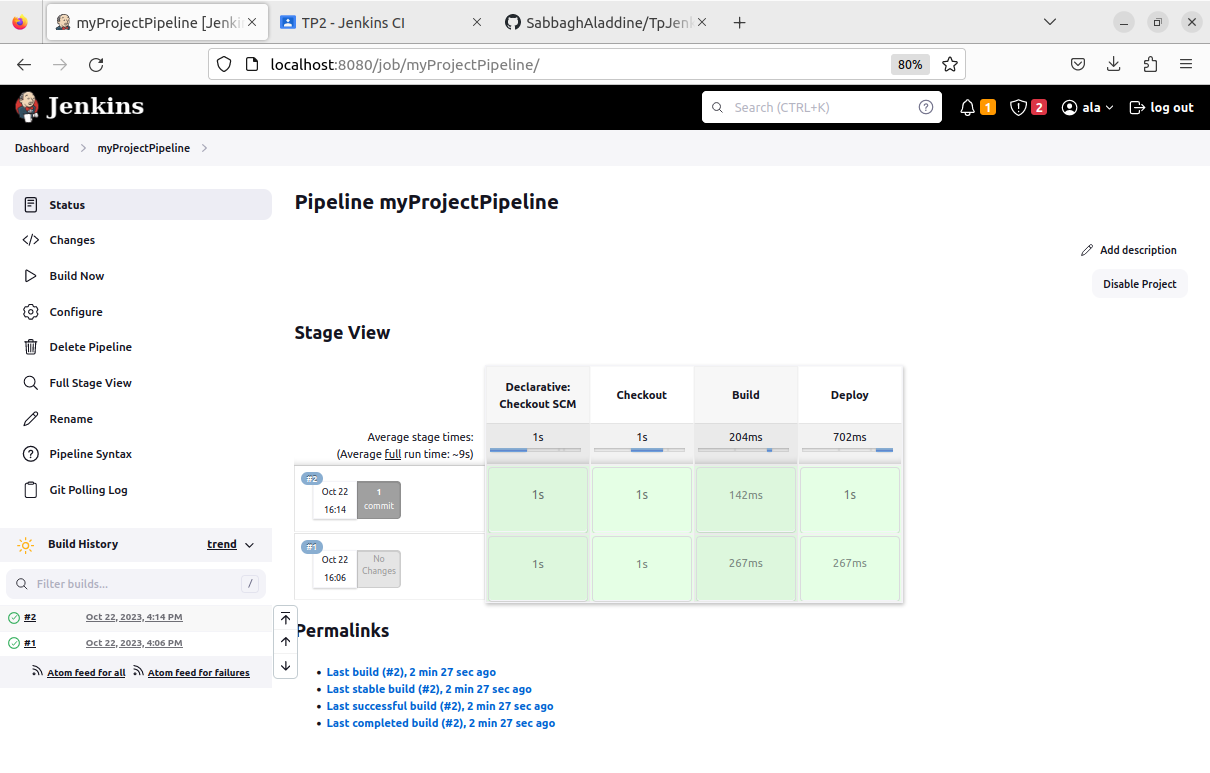 myProjectPipeline [Jenki
TP2 - Jenkins CI
SabbaghAladdine/TpJenk
localhost:8080/job/myProjectPipeline/
80%
Jenkins
Search (CTRL+K)
1
2
ala
log out
Dashboard
myProjectPipeline
Status
Changes
Build Now
Configure
Delete Pipeline
Full Stage View
Rename
Pipeline Syntax
Git Polling Log
Build History
trend
Filter builds...
/
#2
Oct 22, 2023, 4:14 PM
#1
Oct 22, 2023, 4:06 PM
Atom feed for all
Atom feed for failures
Pipeline myProjectPipeline
Add description
Disable Project
Stage View
Declarative:
Checkout SCM
Checkout
Build
Deploy
Average stage times:
(Average full run time: ~9s)
1s
1s
204ms
702ms
#2
Oct 22
16:14
1
commit
1s
1s
142ms
1s
#1
Oct 22
16:06
No
Changes
1s
1s
267ms
267ms
Permalinks
Last build (#2), 2 min 27 sec ago
Last stable build (#2), 2 min 27 sec ago
Last successful build (#2), 2 min 27 sec ago
Last completed build (#2), 2 min 27 sec ago